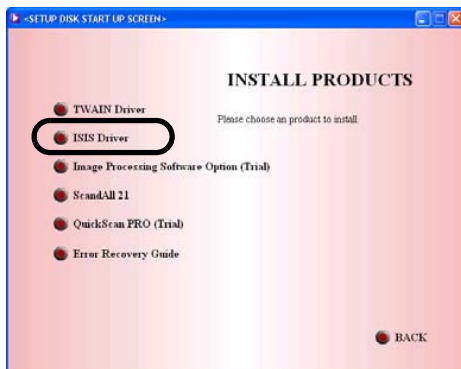 <SETUP DISK START UP SCREEN>
INSTALL PRODUCTS
Please choose an product to install.
TWAIN Driver
ISIS Driver
Image Processing Software Option (Trial)
ScandAll 21
QuickScan PRO (Trial)
Error Recovery Guide
BACK